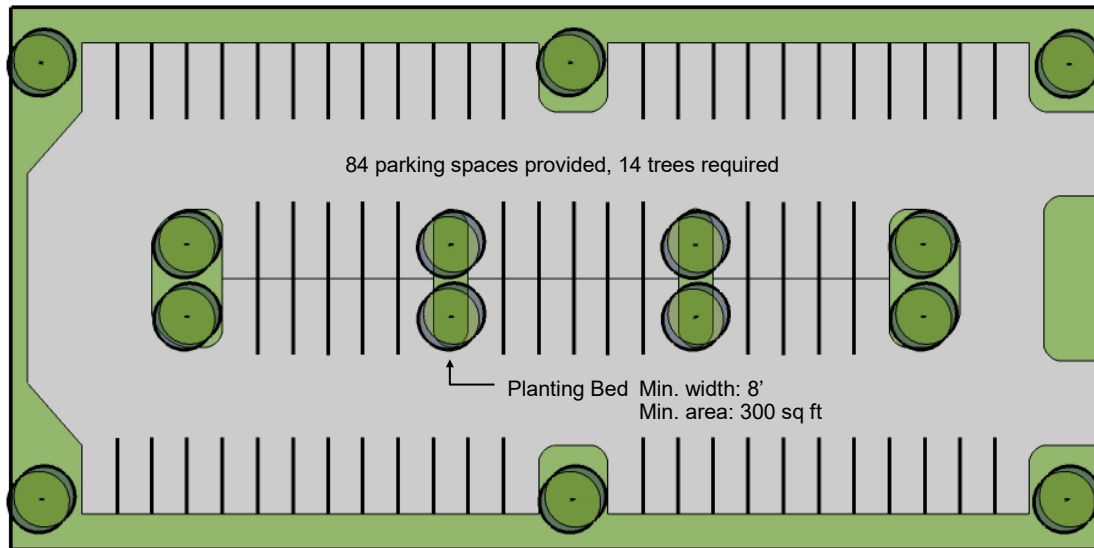 84 parking spaces provided, 14 trees required
Planting Bed Min. width: 8’
Min. area: 300 sq ft